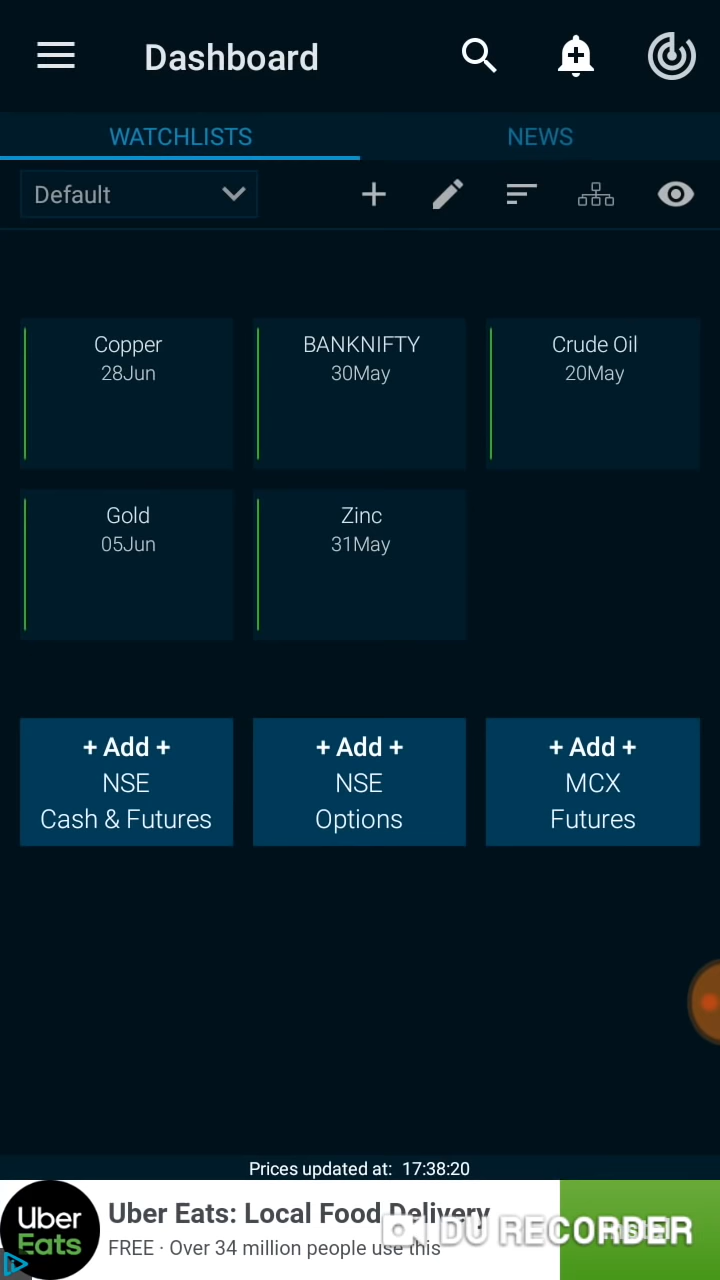 Dashboard
WATCHLISTS
NEWS
Default
Copper
28Jun
BANKNIFTY
30May
Crude Oil
20May
Gold
05Jun
Zinc
31May
+ Add +
NSE
Cash & Futures
+ Add +
NSE
Options
+ Add +
MCX
Futures
Prices updated at: 17:38:20
Uber
Eats
Uber Eats: Local Food Delivery
FREE · Over 34 million people use this
DU RECORDER